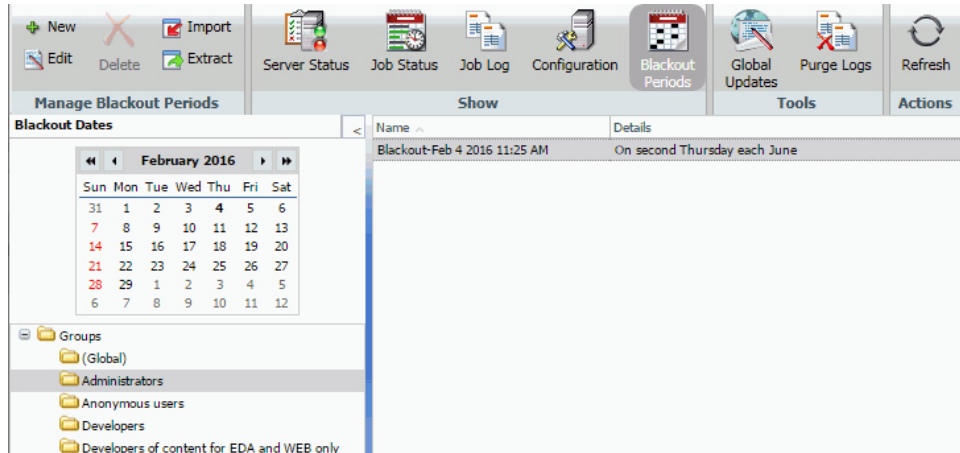 New
Edit
Delete
Import
Extract
Manage Blackout Periods
Server Status
Job Status
Job Log
Configuration
Blackout
Periods
Show
Global
Updates
Purge Logs
Tools
Refresh
Actions
Blackout Dates
<
February 2016
Sun Mon Tue Wed Thu Fri Sat
31 1 2 3 4 5 6
7 8 9 10 11 12 13
14 15 16 17 18 19 20
21 22 23 24 25 26 27
28 29 1 2 3 4 5
6 7 8 9 10 11 12
Groups
(Global)
Administrators
Anonymous users
Developers
Developers of content for EDA and WEB only
Name Details
Blackout-Feb 4 2016 11:25 AM On second Thursday each June